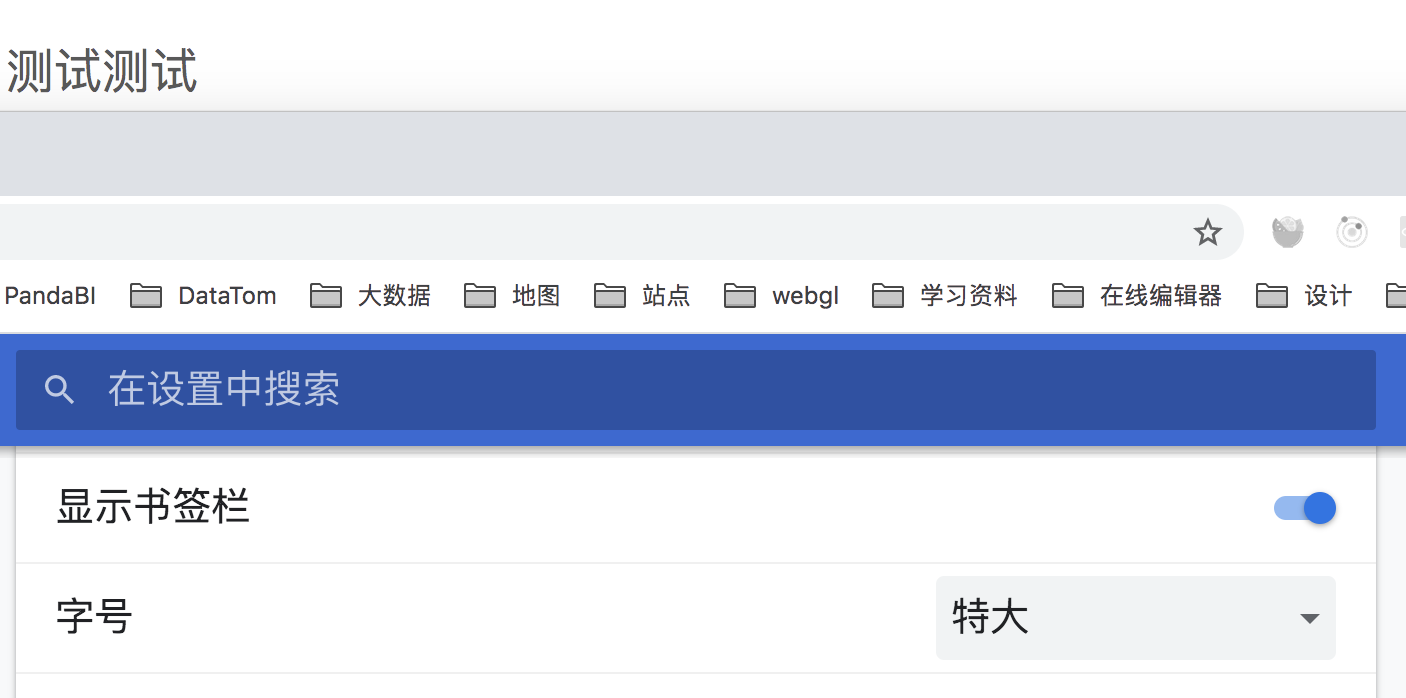 测试测试
PandaBI DataTom 大数据 地图 站点 webgl 学习资料 在线编辑器 设计
在设置中搜索
显示书签栏
字号 特大